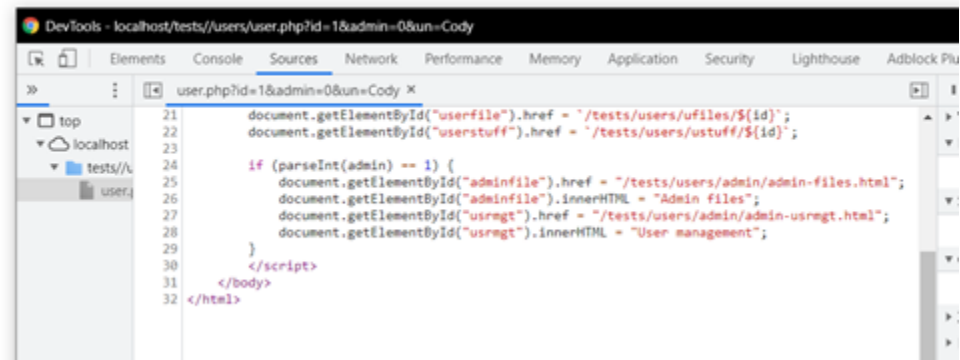 DevTools - localhost/tests//users/user.php?id=1&admin=0&un=Cody
Elements Console Sources Network Performance Memory Application Security Lighthouse Adblock Plu
» user.php?id=1&admin=0&un=Cody ×
top
localhost
tests//u
user.p
21 document.getElementById("userfile").href = `/tests/users/ufiles/${id}`;
22 document.getElementById("userstuff").href = `/tests/users/ustuff/${id}`;
23
24 if (parseInt(admin) == 1) {
25 document.getElementById("adminfile").href = "/tests/users/admin/admin-files.html";
26 document.getElementById("adminfile").innerHTML = "Admin files";
27 document.getElementById("usrmgt").href = "/tests/users/admin/admin-usrmgt.html";
28 document.getElementById("usrmgt").innerHTML = "User management";
29 }
30 </script>
31 </body>
32 </html>